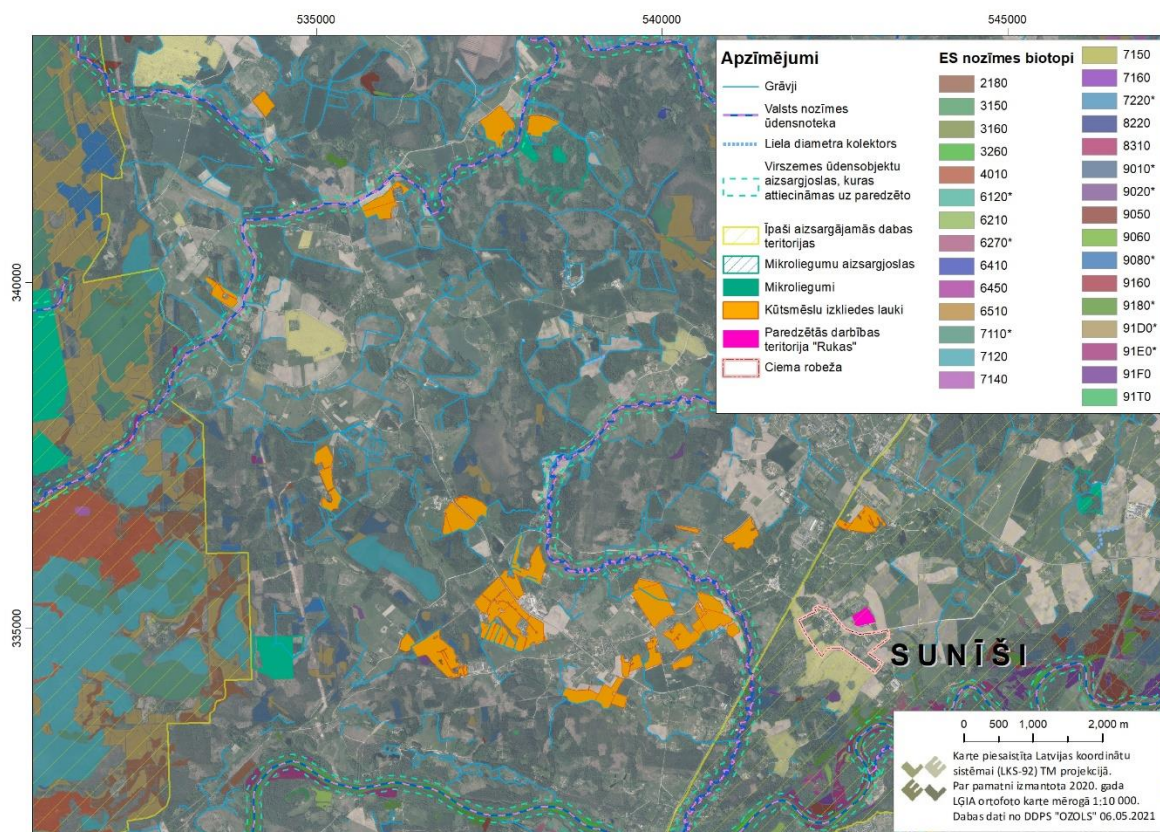 535000
540000
545000
340000
335000
Apzīmējumi
Grāvji
Valsts nozīmes
ūdensnoteka
Liela diametra kolektors
Virszemes ūdensobjektu
aizsargjoslas, kuras
attiecināmas uz paredzēto
Īpaši aizsargājamās dabas
teritorijas
Mikroliegumu aizsargjoslas
Mikroliegumi
Kūtsmēslu izkliedes lauki
Paredzētās darbības
teritorija "Rukas"
Ciema robeža
ES nozīmes biotopi
2180
3150
3160
3260
4010
6120*
6210
6270*
6410
6450
6510
7110*
7120
7140
7150
7160
7220*
8220
8310
9010*
9020*
9050
9060
9080*
9160
9180*
91D0*
91E0*
91F0
91T0
SUNĪŠI
0 500 1,000 2,000 m
Karte piesaistīta Latvijas koordinātu
sistēmai (LKS-92) TM projekcijā.
Par pamatni izmantota 2020. gada
LĢIA ortofoto karte mērogā 1:10 000.
Dabas dati no DDPS "OZOLS" 06.05.2021